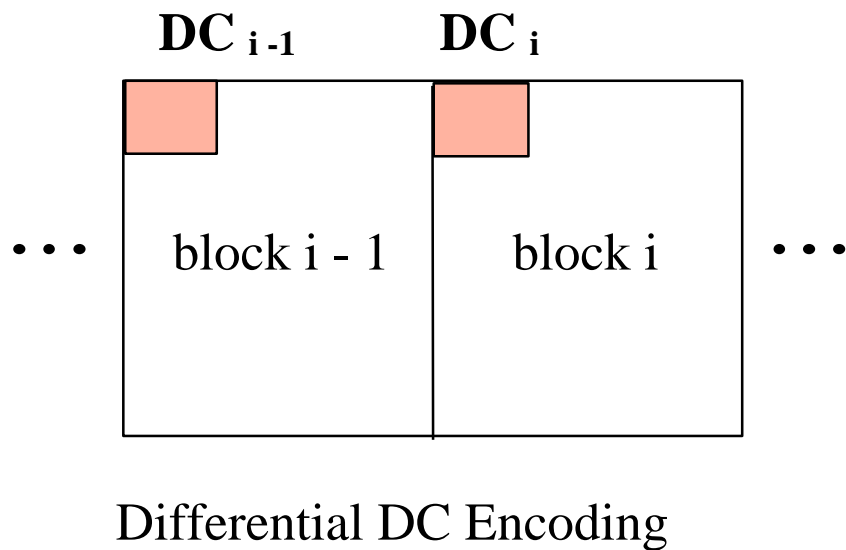 DC i -1 DC i
... block i - 1 block i ...
Differential DC Encoding